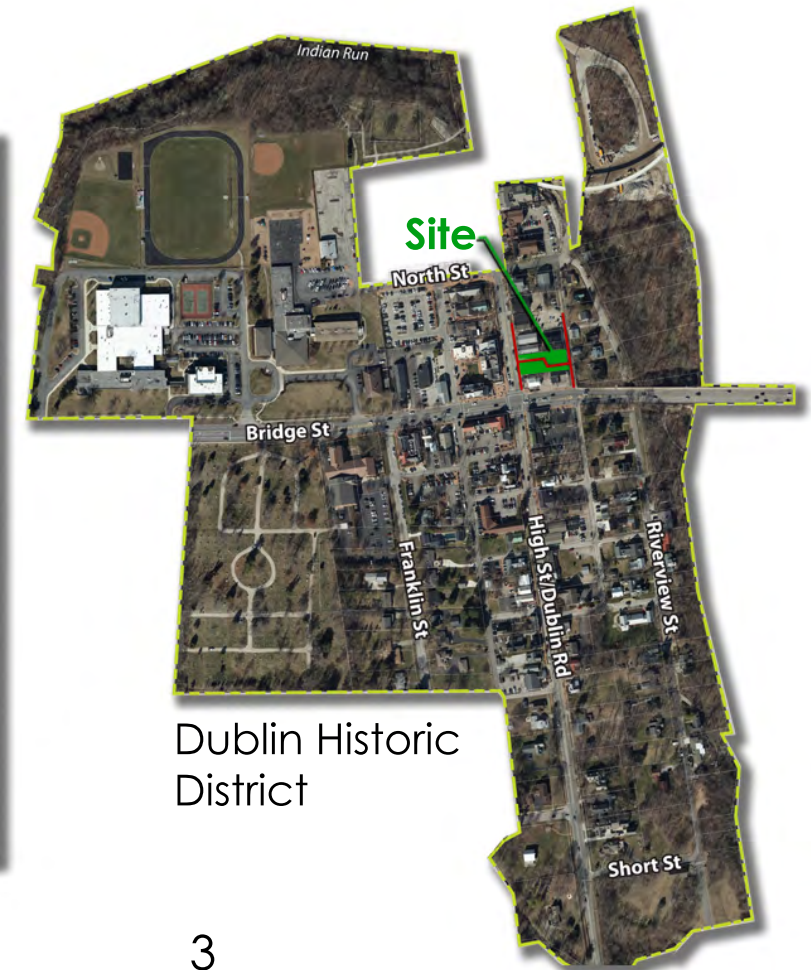 Indian Run
Site
North St
Bridge St
Franklin St
High St/Dublin Rd
Riverview St
Dublin Historic
District
Short St
3